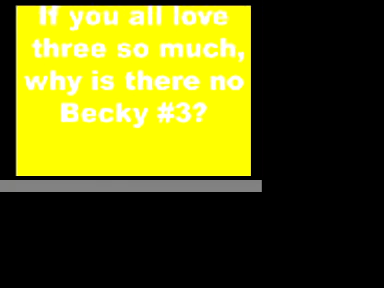 If you all love
three so much,
why is there no
Becky #3?